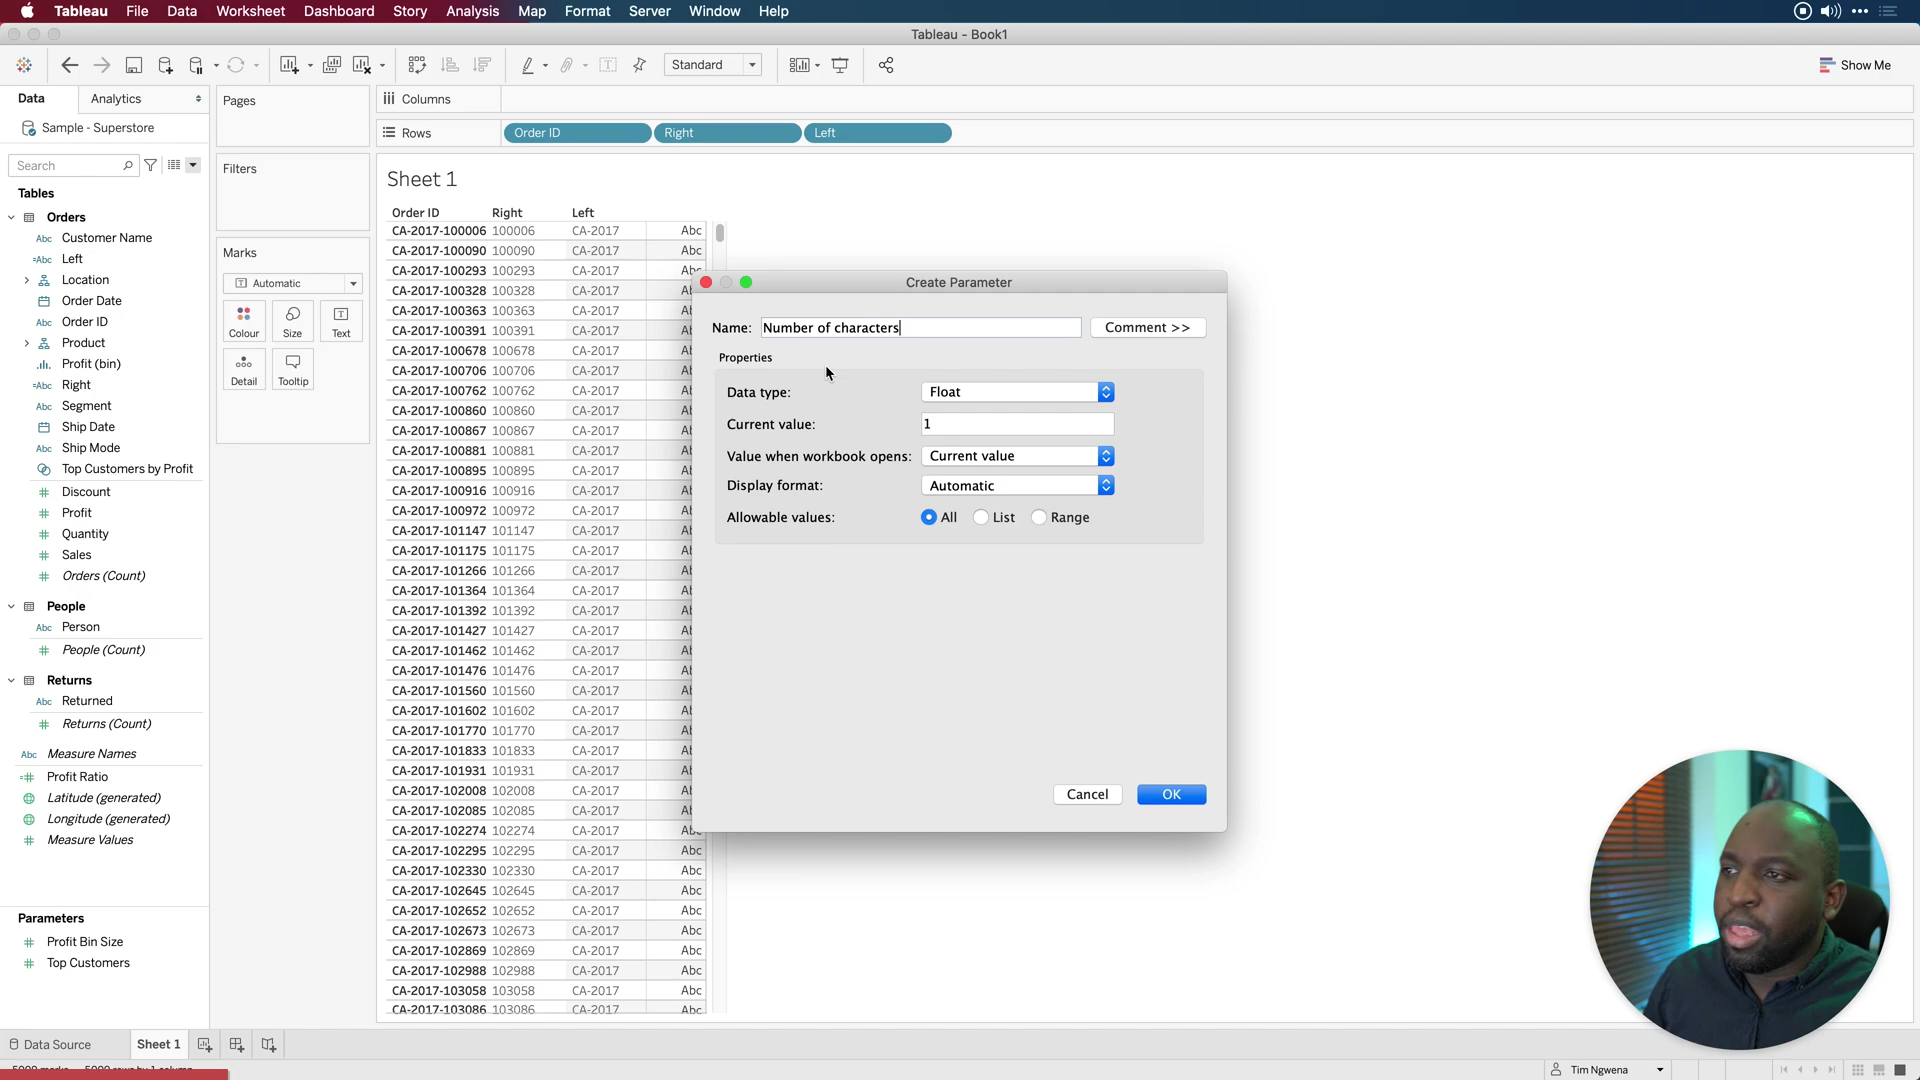 Tableau File Data Worksheet Dashboard Story Analysis Map Format Server Window Help
Tableau - Book1
Standard
Show Me
Data Analytics
Pages
Columns
Sample - Superstore
Rows Order ID Right Left
Search
Filters
Tables
Sheet 1
Orders
Customer Name
Left
Location
Order Date
Order ID
Product
Profit (bin)
Right
Segment
Ship Date
Ship Mode
Top Customers by Profit
Discount
Profit
Quantity
Sales
Orders (Count)
People
Person
People (Count)
Returns
Returned
Returns (Count)
Measure Names
Profit Ratio
Latitude (generated)
Longitude (generated)
Measure Values
Parameters
Profit Bin Size
Top Customers
Marks
Automatic
Colour Size Text
Detail Tooltip
Order ID Right Left
CA-2017-100006 100006 CA-2017 Abc
CA-2017-100090 100090 CA-2017 Abc
CA-2017-100293 100293 CA-2017 Abc
CA-2017-100328 100328 CA-2017
CA-2017-100363 100363 CA-2017
CA-2017-100391 100391 CA-2017
CA-2017-100678 100678 CA-2017
CA-2017-100706 100706 CA-2017
CA-2017-100762 100762 CA-2017
CA-2017-100860 100860 CA-2017
CA-2017-100867 100867 CA-2017
CA-2017-100881 100881 CA-2017
CA-2017-100895 100895 CA-2017
CA-2017-100916 100916 CA-2017
CA-2017-100972 100972 CA-2017
CA-2017-101147 101147 CA-2017
CA-2017-101175 101175 CA-2017
CA-2017-101266 101266 CA-2017
CA-2017-101364 101364 CA-2017
CA-2017-101392 101392 CA-2017
CA-2017-101427 101427 CA-2017
CA-2017-101462 101462 CA-2017
CA-2017-101476 101476 CA-2017
CA-2017-101560 101560 CA-2017
CA-2017-101602 101602 CA-2017
CA-2017-101770 101770 CA-2017
CA-2017-101833 101833 CA-2017
CA-2017-101931 101931 CA-2017
CA-2017-102008 102008 CA-2017
CA-2017-102085 102085 CA-2017
CA-2017-102274 102274 CA-2017 Abc
CA-2017-102295 102295 CA-2017 Abc
CA-2017-102330 102330 CA-2017 Abc
CA-2017-102645 102645 CA-2017 Abc
CA-2017-102652 102652 CA-2017 Abc
CA-2017-102673 102673 CA-2017 Abc
CA-2017-102869 102869 CA-2017 Abc
CA-2017-102988 102988 CA-2017 Abc
CA-2017-103058 103058 CA-2017 Abc
CA-2017-103086 103086 CA-2017 Abc
Create Parameter
Name: Number of characters Comment >>
Properties
Data type: Float
Current value: 1
Value when workbook opens: Current value
Display format: Automatic
Allowable values: All List Range
Cancel OK
Data Source Sheet 1
Tim Ngwena